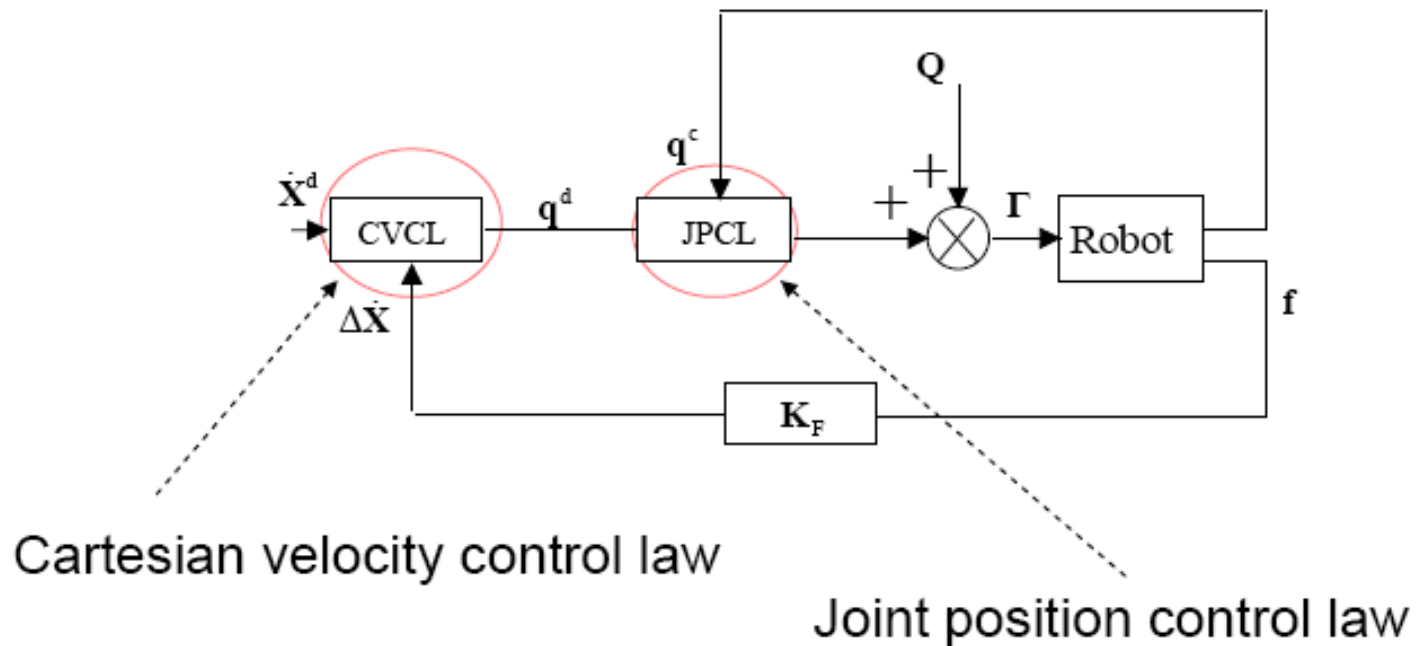 Q
q^c
Ẋ^d
CVCL
q^d
JPCL
+
+
Γ
Robot
ΔẊ
f
K_F
Cartesian velocity control law
Joint position control law